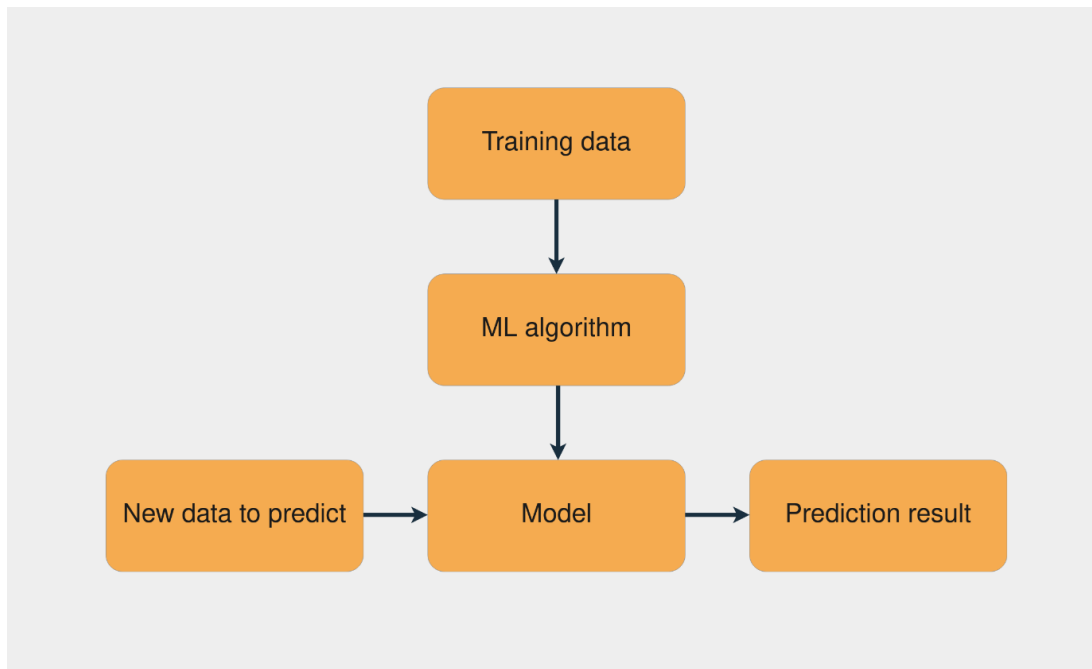 Training data
ML algorithm
New data to predict
Model
Prediction result